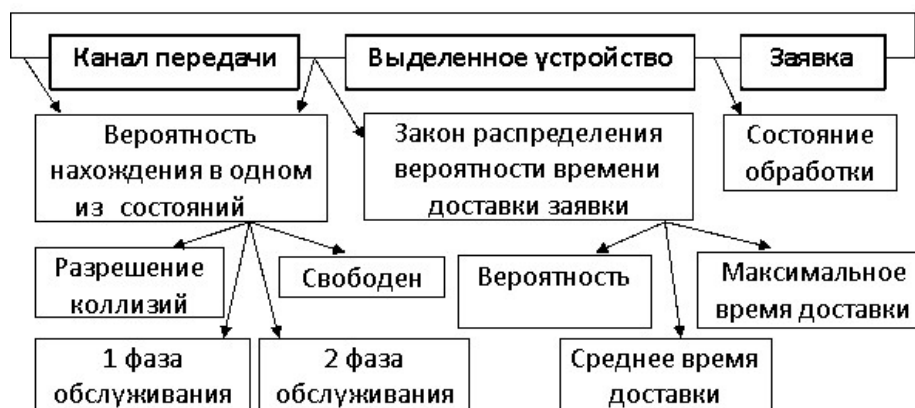 Канал передачи
Выделенное устройство
Заявка
Вероятность
нахождения в одном
из состояний
Закон распределения
вероятности времени
доставки заявки
Состояние
обработки
Разрешение
коллизий
Свободен
Вероятность
Максимальное
время доставки
1 фаза
обслуживания
2 фаза
обслуживания
Среднее время
доставки